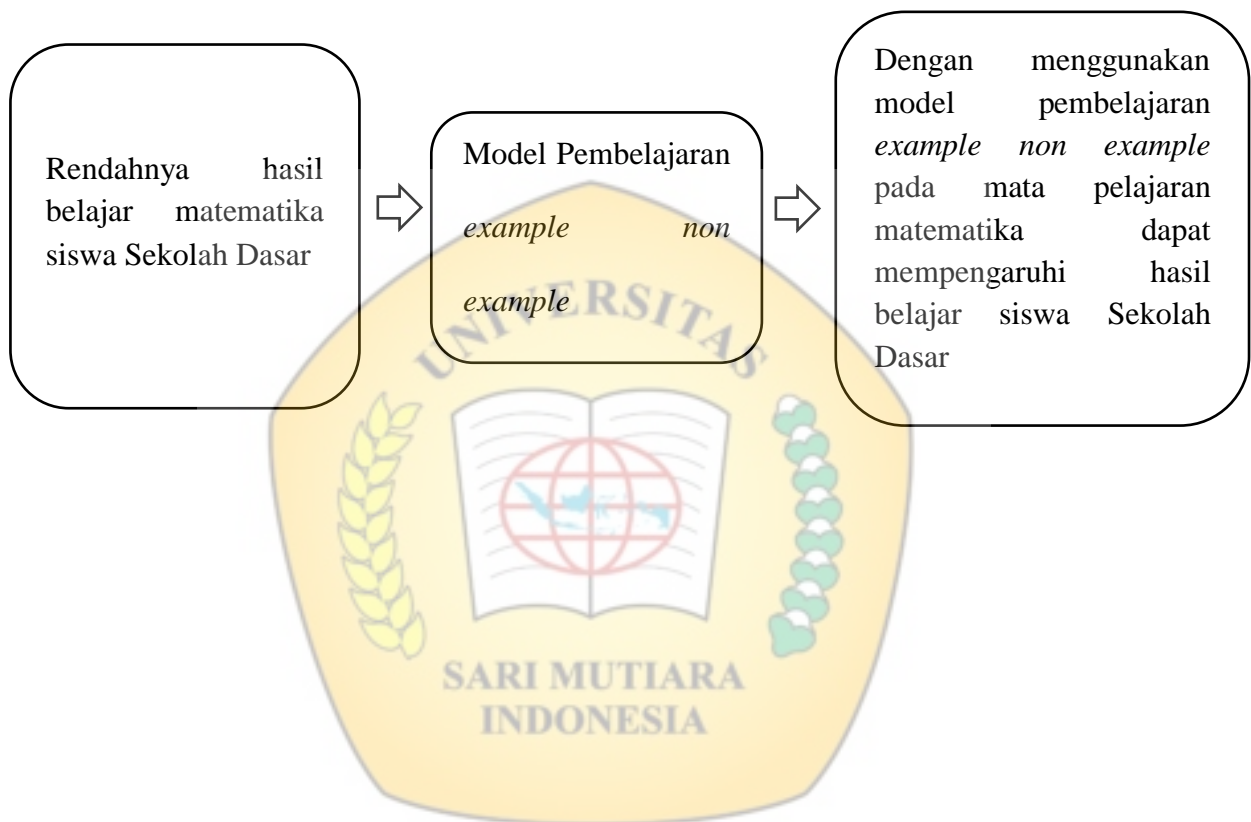 Rendahnya hasil
belajar matematika
siswa Sekolah Dasar
Model Pembelajaran
example non
example
Dengan menggunakan
model pembelajaran
example non example
pada mata pelajaran
matematika dapat
mempengaruhi hasil
belajar siswa Sekolah
Dasar
UNIVERSITAS
SARI MUTIARA
INDONESIA